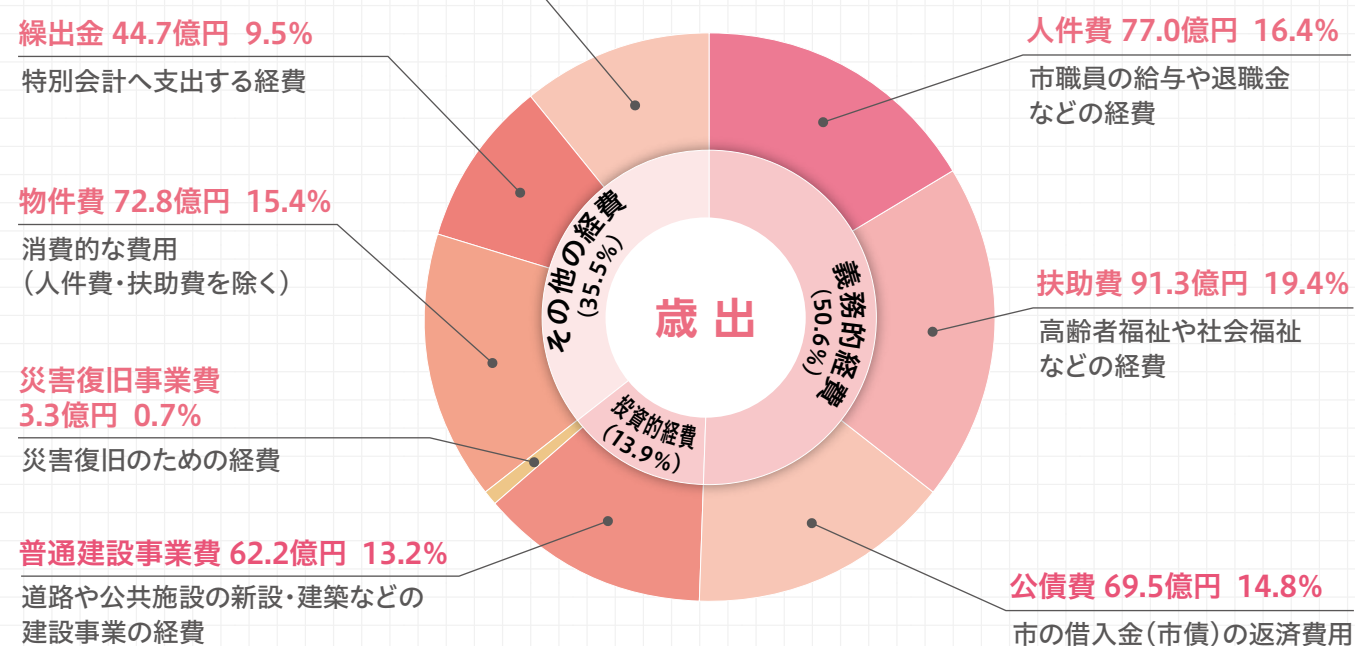 繰出金 44.7億円 9.5%
特別会計へ支出する経費
物件費 72.8億円 15.4%
消費的な費用
（人件費・扶助費を除く）
災害復旧事業費
3.3億円 0.7%
災害復旧のための経費
普通建設事業費 62.2億円 13.2%
道路や公共施設の新設・建築などの
建設事業の経費
その他の経費
（35.5%）
歳出
義務的経費
（50.6%）
投資的経費
（13.9%）
人件費 77.0億円 16.4%
市職員の給与や退職金
などの経費
扶助費 91.3億円 19.4%
高齢者福祉や社会福祉
などの経費
公債費 69.5億円 14.8%
市の借入金（市債）の返済費用